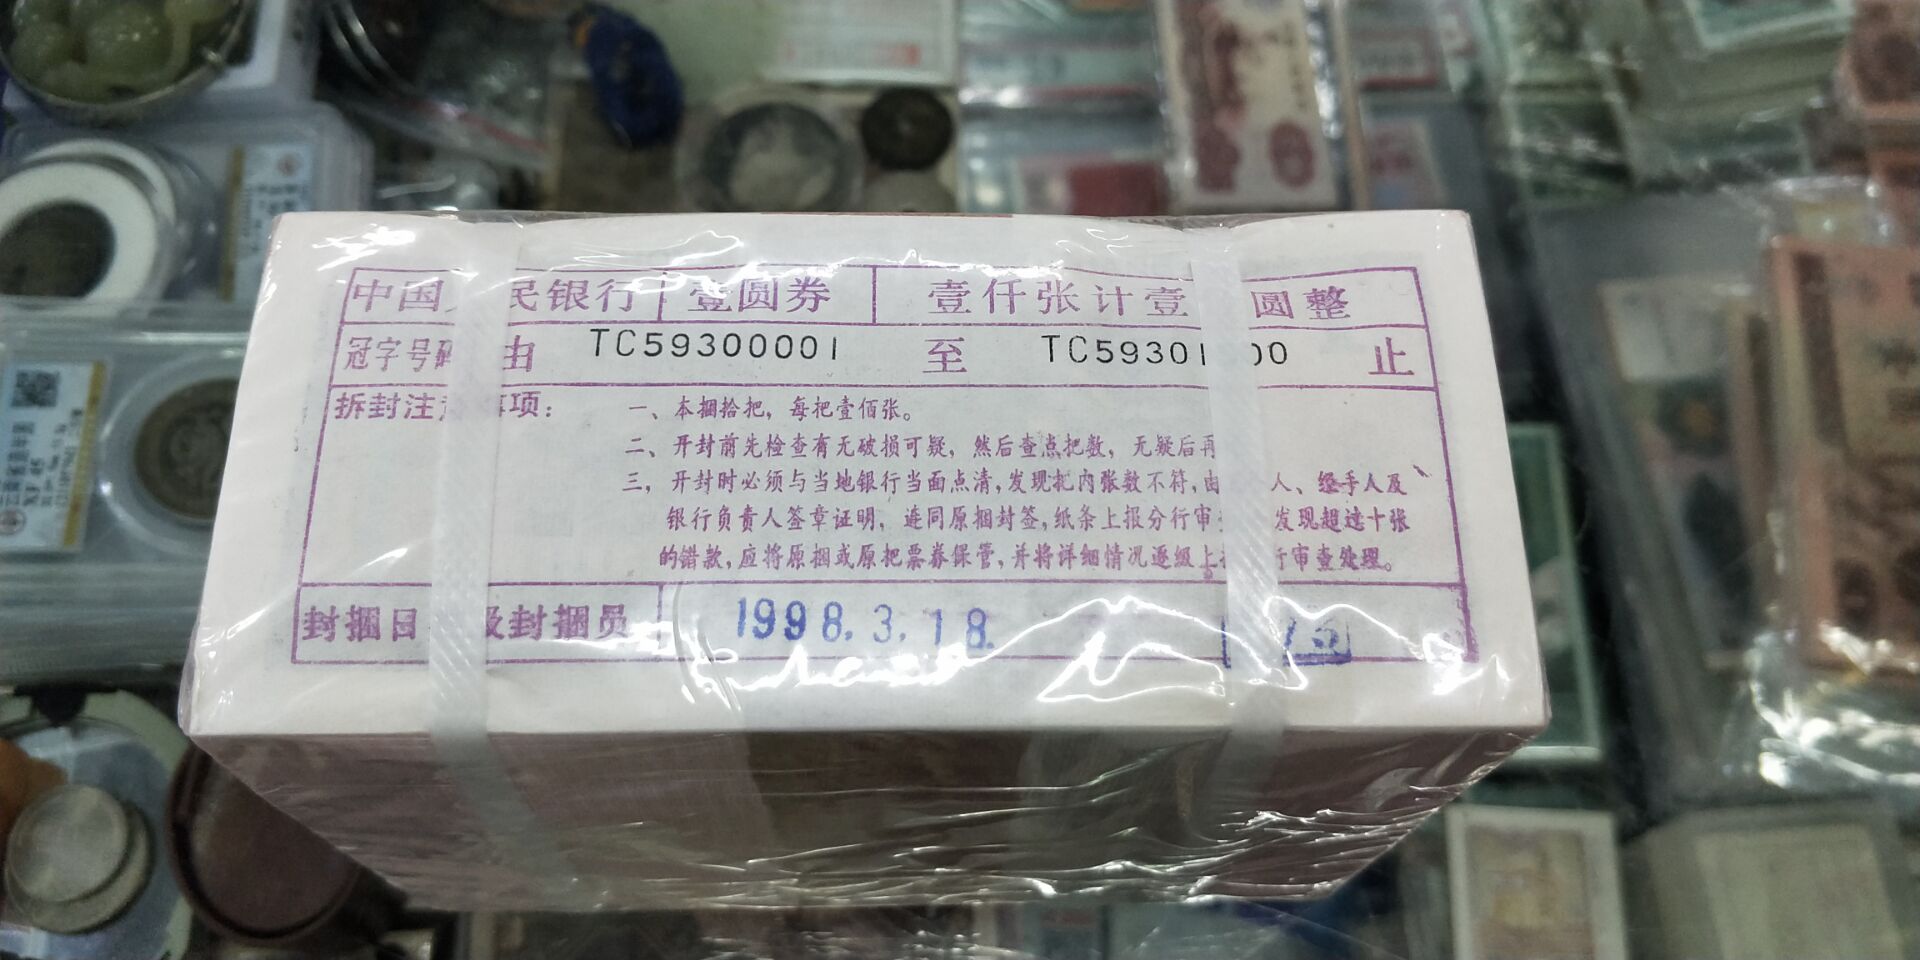 中国 民银行 壹圆券 壹仟张计壹 圆整
冠字号码 由 TC59300001 至 TC59301 00 止
拆封注意事项: 一、本捆拾把，每把壹佰张。
二、开封前先检查有无破损可疑，然后查点把数，无疑后再
三、开封时必须与当地银行当面点清，发现把内张数不符，由 人、经手人及
银行负责人签章证明，连同原捆封签，纸条上报分行审 发现超过十张
的错款，应将原捆或原把票券保管，并将详细情况逐级上 行审查处理。
封捆日 及封捆员 1998.3.18.